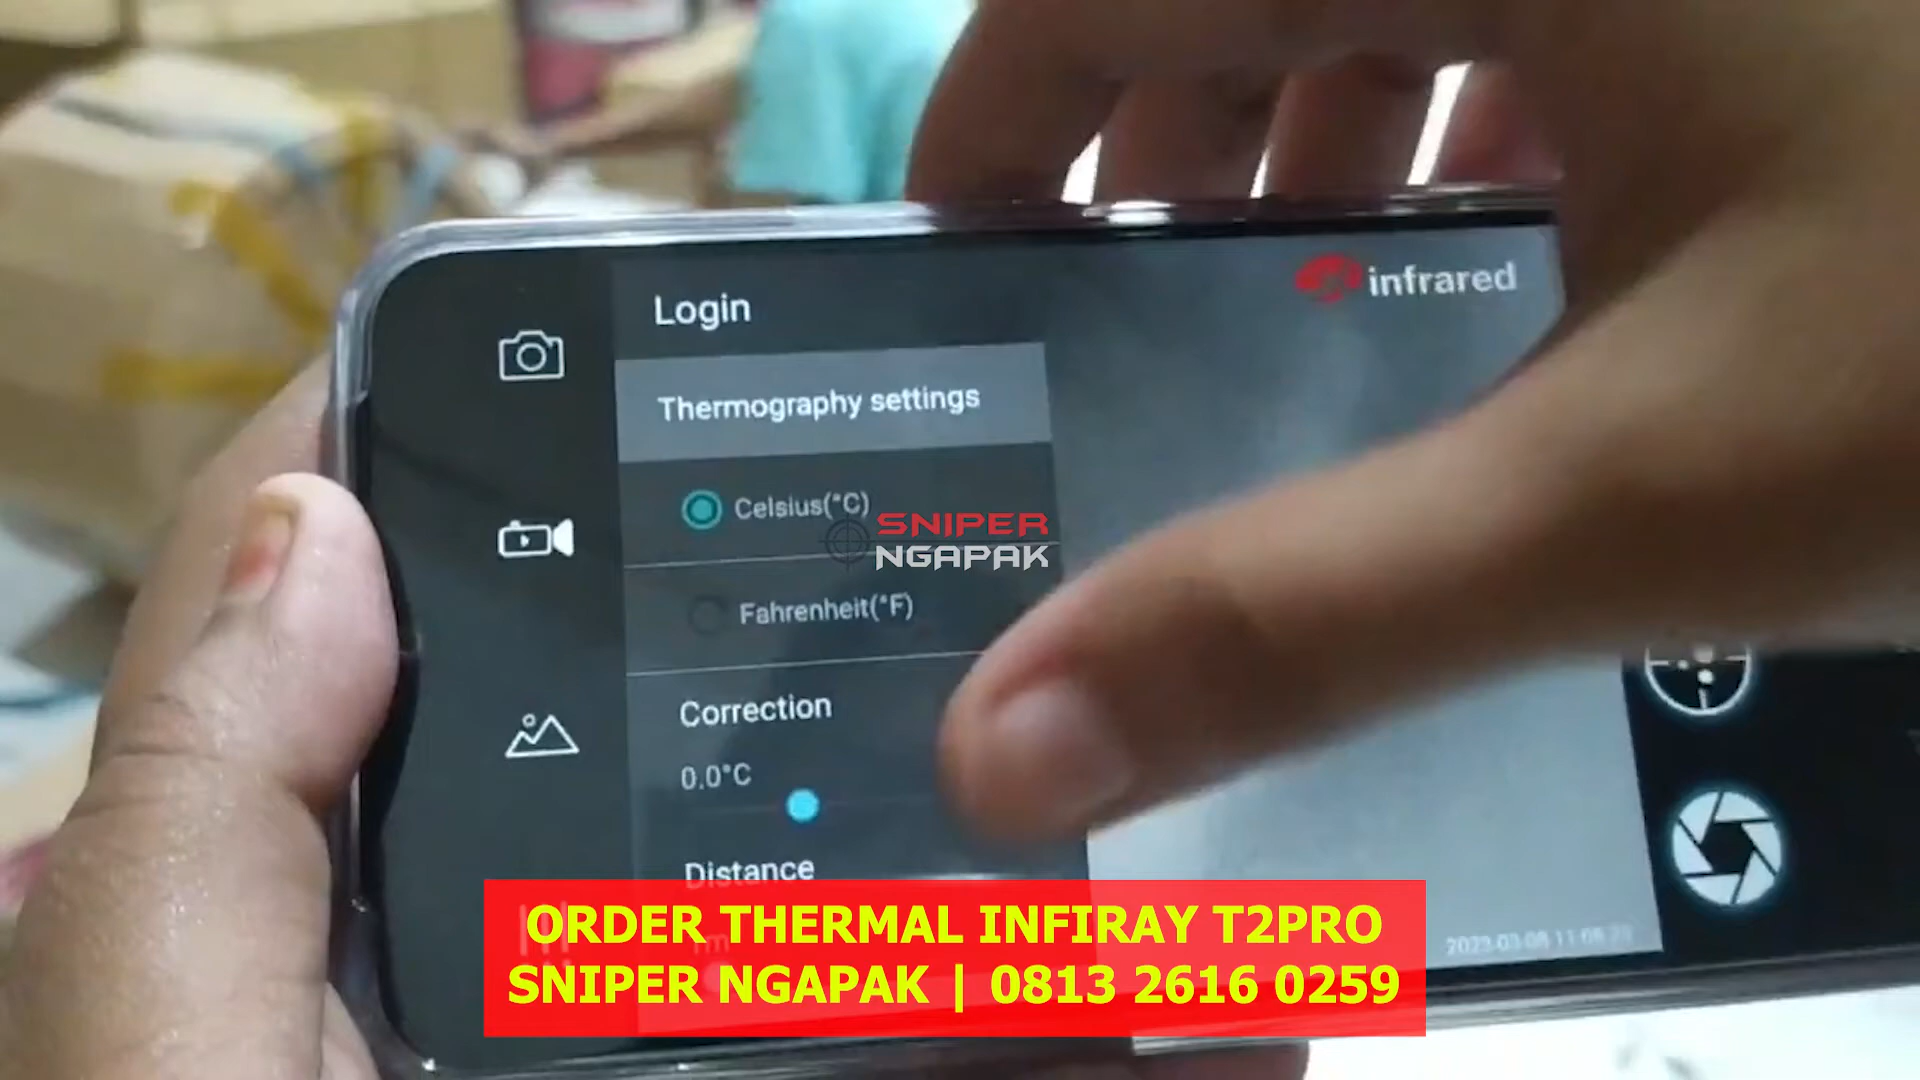 infrared
Login
Thermography settings
Celsius(°C)
SNIPER
NGAPAK
Fahrenheit(°F)
Correction
0.0°C
Distance
1m
ORDER THERMAL INFIRAY T2PRO
SNIPER NGAPAK | 0813 2616 0259